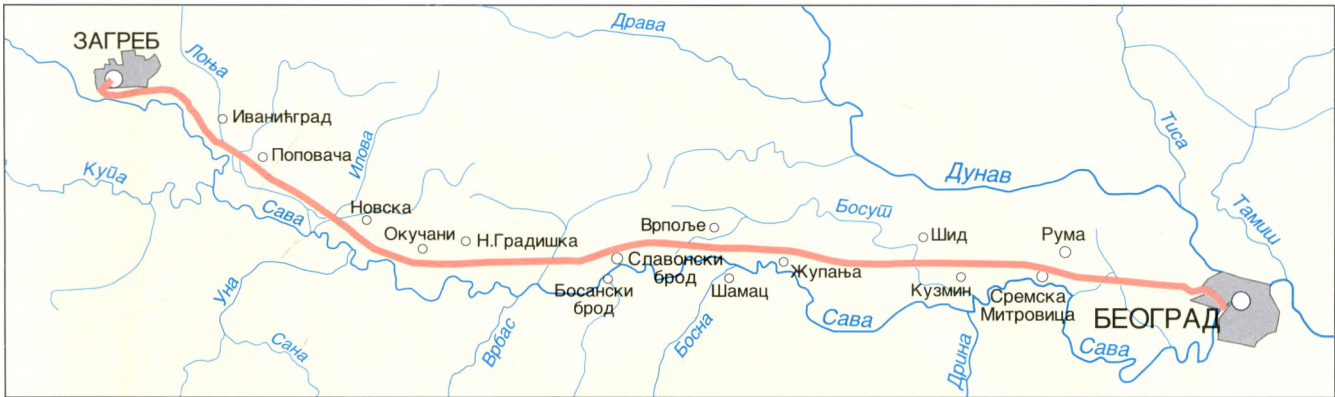 ЗАГРЕБ
Лоња
Драва
Иванићград
Поповача
Илова
Тиса
Купа
Сава
Дунав
Тамиш
Новска
Окучани
Н.Градишка
Врпоље
Босут
Шид
Рума
Славонски
брод
Жупања
Босански
брод
Шамац
Кузмин
Сремска
Митровица
БЕОГРАД
Уна
Сана
Врбас
Босна
Сава
Дрина
Сава